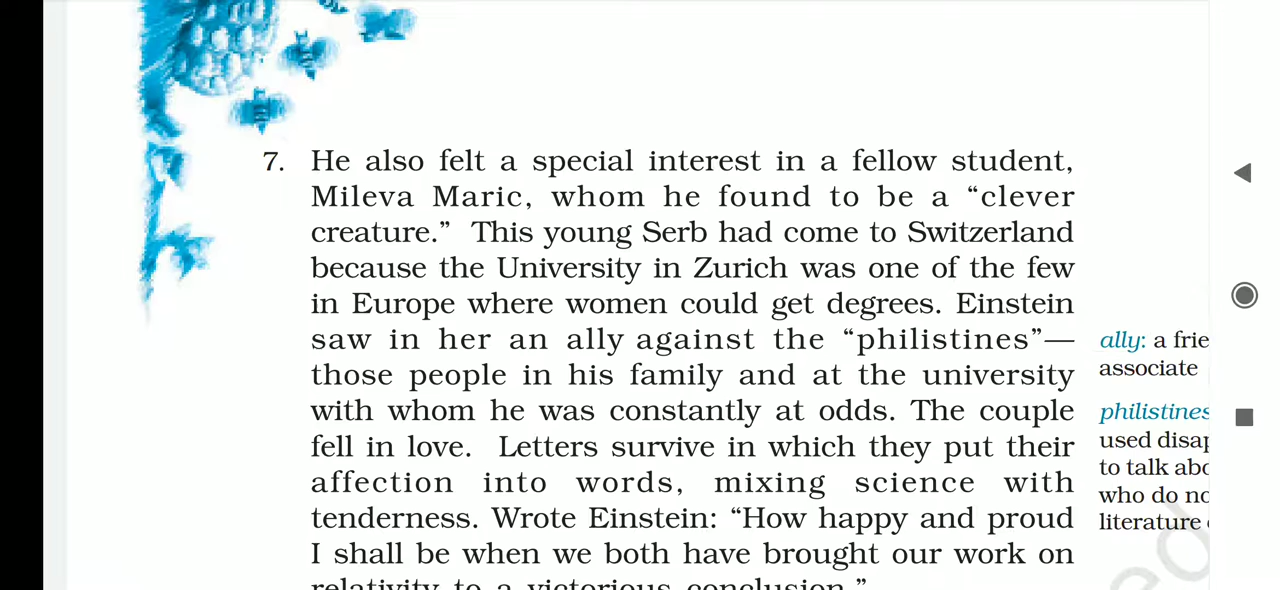 7. He also felt a special interest in a fellow student,
Mileva Maric, whom he found to be a “clever
creature.” This young Serb had come to Switzerland
because the University in Zurich was one of the few
in Europe where women could get degrees. Einstein
saw in her an ally against the “philistines”—
those people in his family and at the university
with whom he was constantly at odds. The couple
fell in love. Letters survive in which they put their
affection into words, mixing science with
tenderness. Wrote Einstein: “How happy and proud
I shall be when we both have brought our work on
relativity to a victorious conclusion.”
ally: a frie
associate
philistines
used disap
to talk abo
who do no
literature
ed